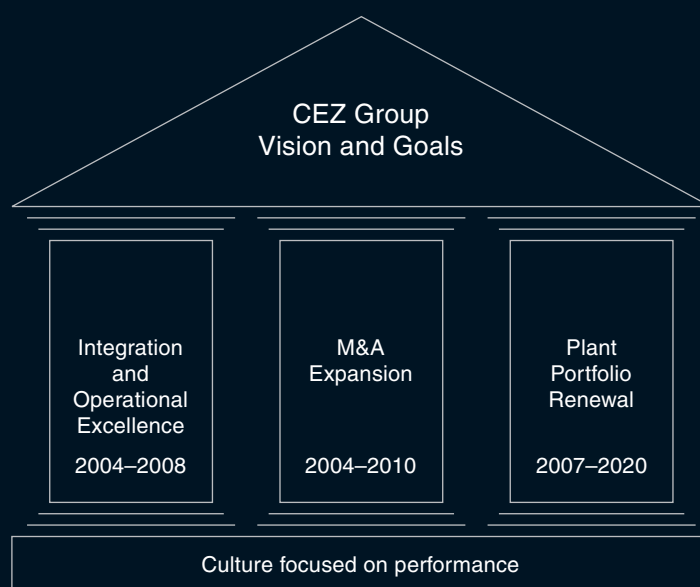 CEZ Group
Vision and Goals
Integration
and
Operational
Excellence
2004–2008
M&A
Expansion
2004–2010
Plant
Portfolio
Renewal
2007–2020
Culture focused on performance